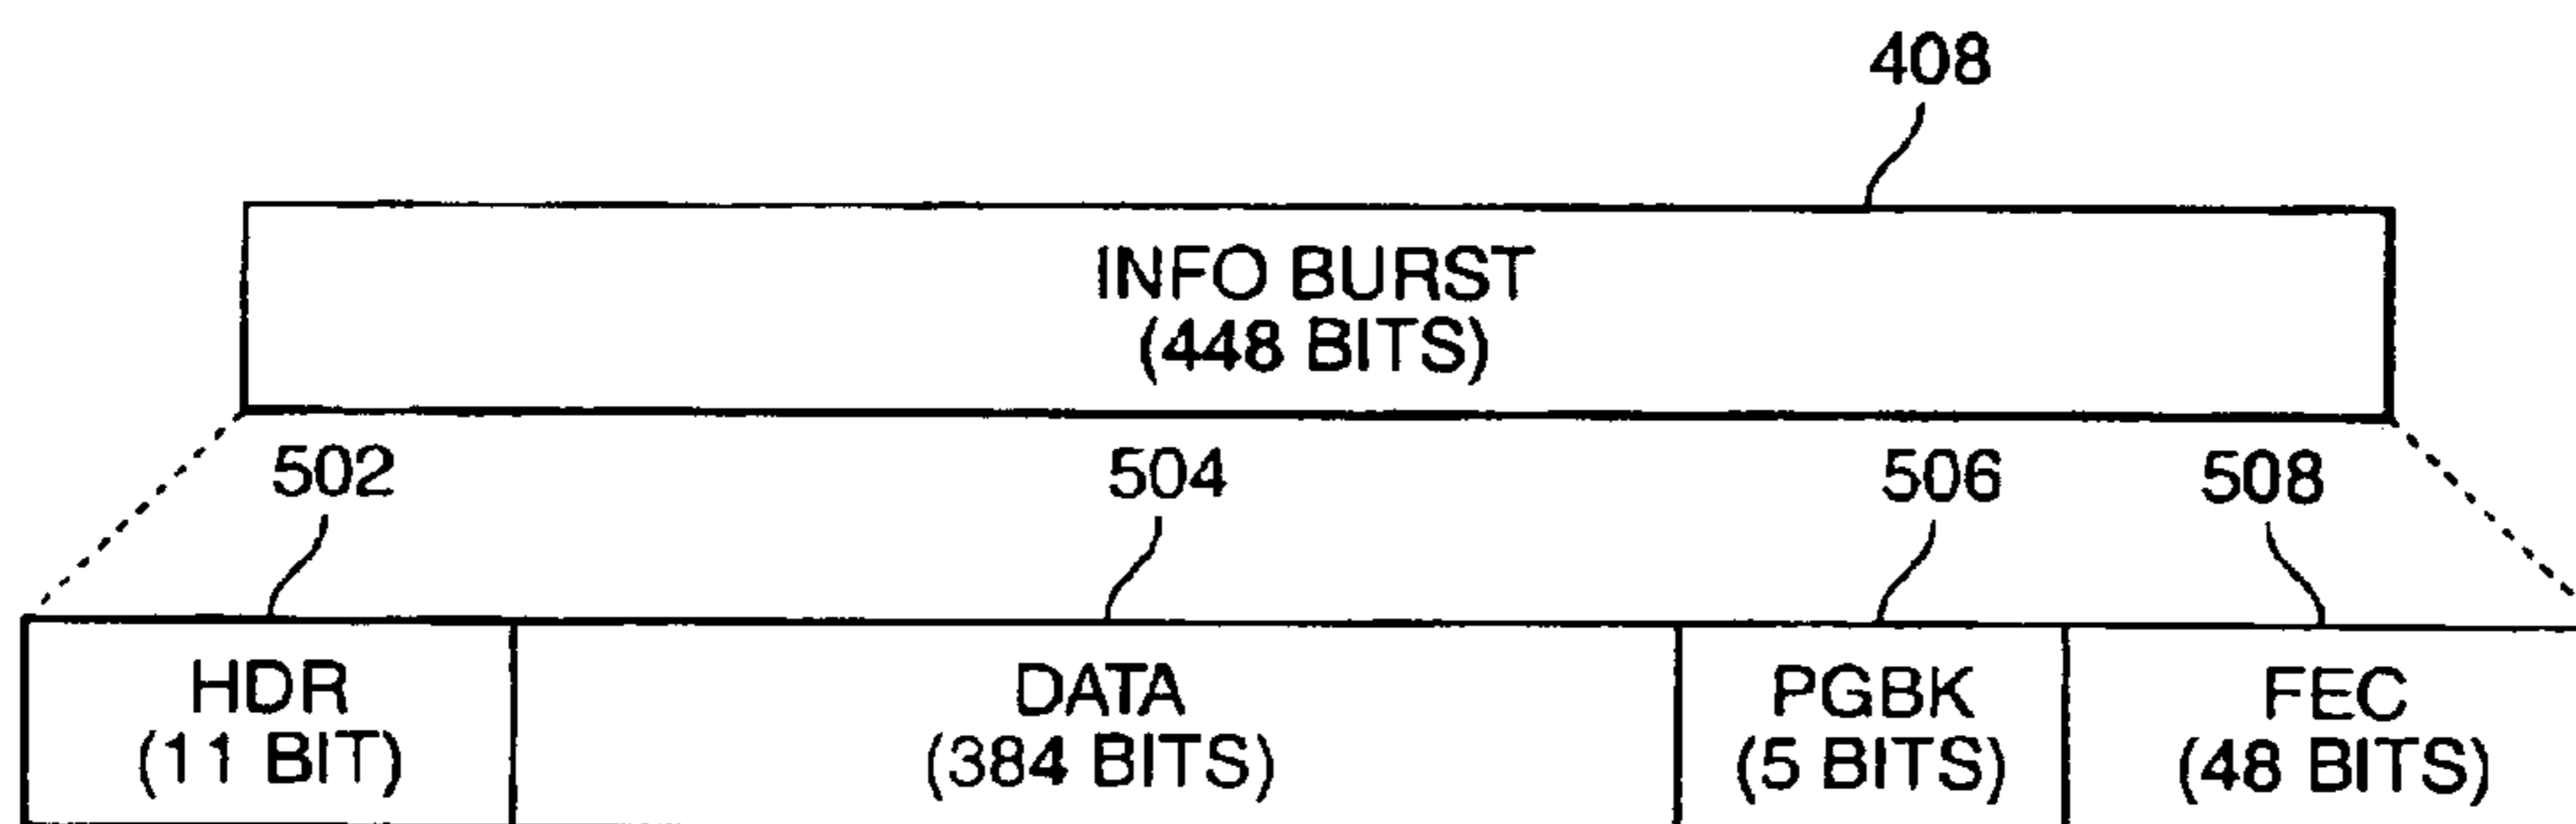 408
INFO BURST
(448 BITS)
502 504 506 508
HDR DATA PGBK FEC
(11 BIT) (384 BITS) (5 BITS) (48 BITS)